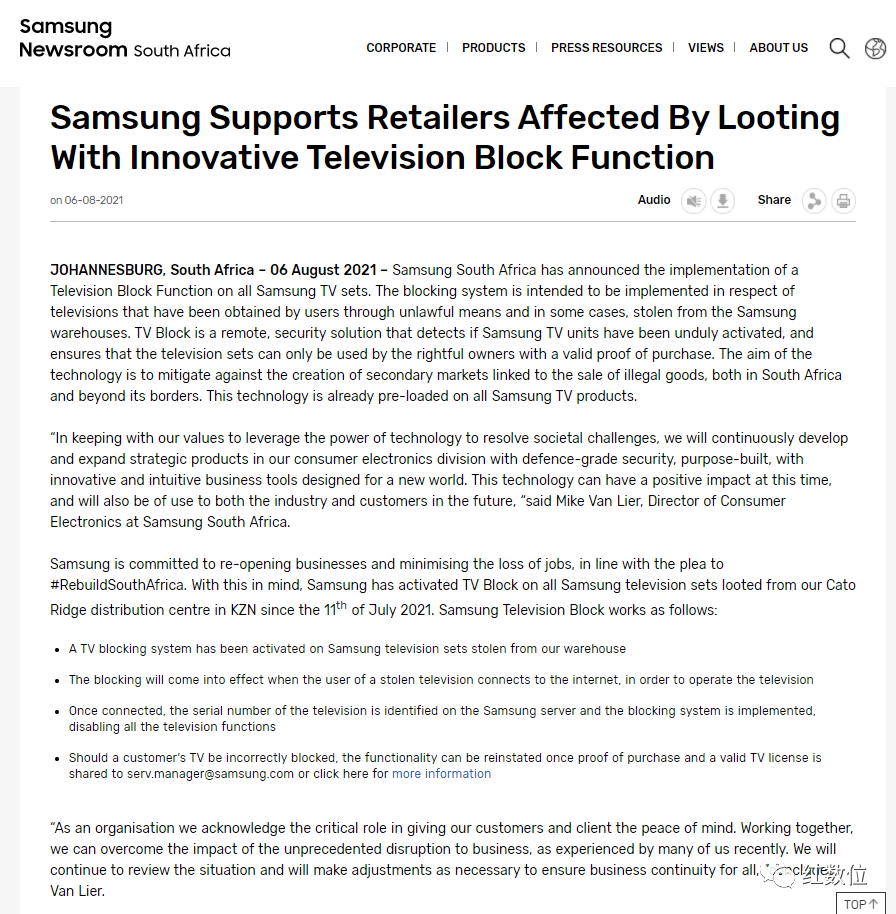 Samsung
Newsroom South Africa
CORPORATE | PRODUCTS | PRESS RESOURCES | VIEWS | ABOUT US
Samsung Supports Retailers Affected By Looting
With Innovative Television Block Function
on 06-08-2021
Audio
Share
JOHANNESBURG, South Africa – 06 August 2021 – Samsung South Africa has announced the implementation of a
Television Block Function on all Samsung TV sets. The blocking system is intended to be implemented in respect of
televisions that have been obtained by users through unlawful means and in some cases, stolen from the Samsung
warehouses. TV Block is a remote, security solution that detects if Samsung TV units have been unduly activated, and
ensures that the television sets can only be used by the rightful owners with a valid proof of purchase. The aim of the
technology is to mitigate against the creation of secondary markets linked to the sale of illegal goods, both in South Africa
and beyond its borders. This technology is already pre-loaded on all Samsung TV products.
“In keeping with our values to leverage the power of technology to resolve societal challenges, we will continuously develop
and expand strategic products in our consumer electronics division with defence-grade security, purpose-built, with
innovative and intuitive business tools designed for a new world. This technology can have a positive impact at this time,
and will also be of use to both the industry and customers in the future, “said Mike Van Lier, Director of Consumer
Electronics at Samsung South Africa.
Samsung is committed to re-opening businesses and minimising the loss of jobs, in line with the plea to
#RebuildSouthAfrica. With this in mind, Samsung has activated TV Block on all Samsung television sets looted from our Cato
Ridge distribution centre in KZN since the 11th of July 2021. Samsung Television Block works as follows:
• A TV blocking system has been activated on Samsung television sets stolen from our warehouse
• The blocking will come into effect when the user of a stolen television connects to the internet, in order to operate the television
• Once connected, the serial number of the television is identified on the Samsung server and the blocking system is implemented,
disabling all the television functions
• Should a customer’s TV be incorrectly blocked, the functionality can be reinstated once proof of purchase and a valid TV license is
shared to serv.manager@samsung.com or click here for more information
“As an organisation we acknowledge the critical role in giving our customers and client the peace of mind. Working together,
we can overcome the impact of the unprecedented disruption to business, as experienced by many of us recently. We will
continue to review the situation and will make adjustments as necessary to ensure business continuity for all,
Van Lier.
红数位
TOP↑